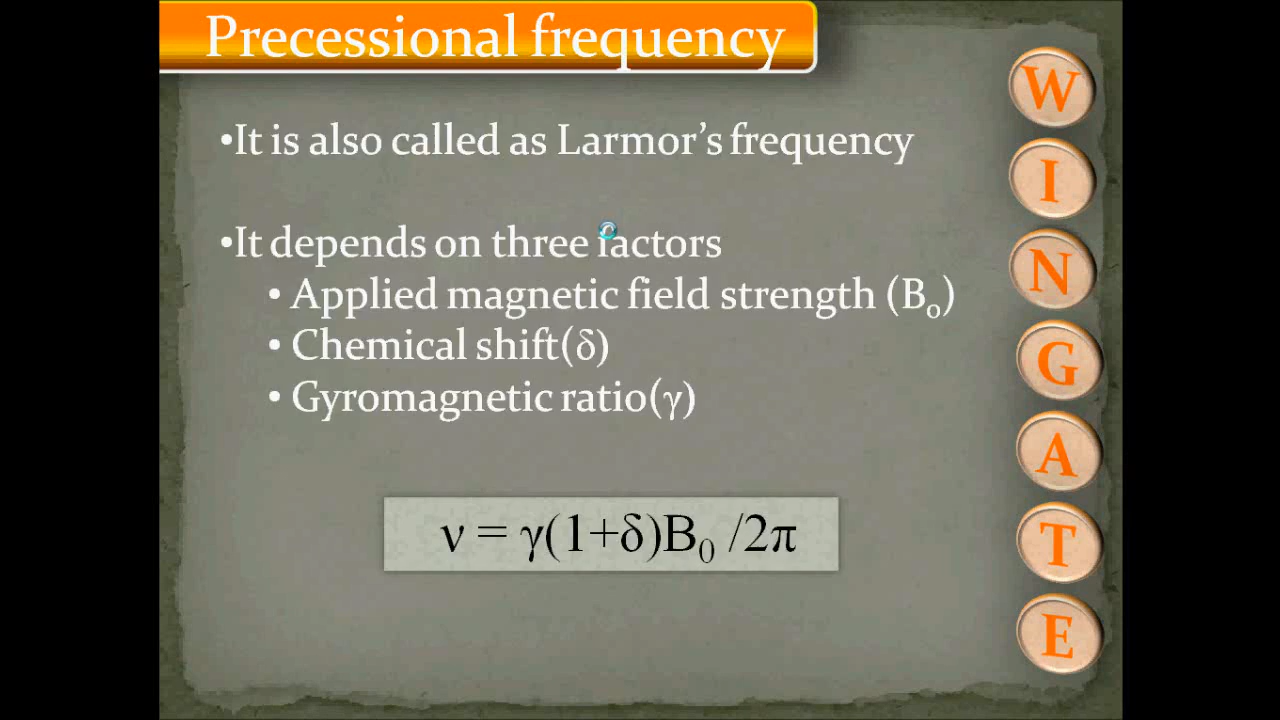 Precessional frequency
•It is also called as Larmor’s frequency
•It depends on three factors
• Applied magnetic field strength (B₀)
• Chemical shift(δ)
• Gyromagnetic ratio(γ)
ν = γ(1+δ)B₀ /2π
W
I
N
G
A
T
E